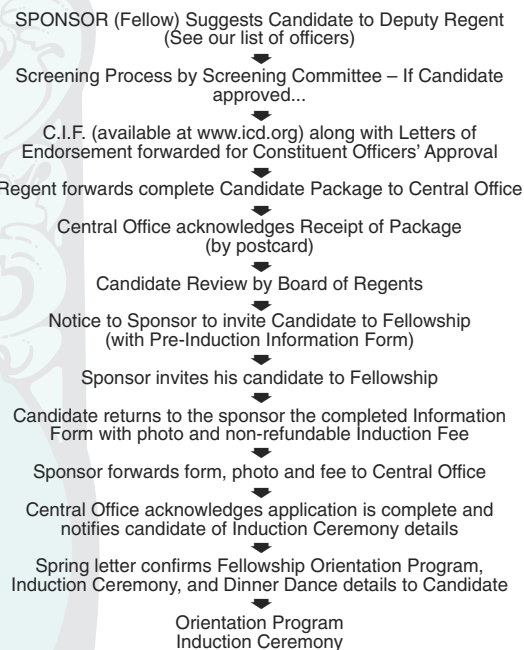 SPONSOR (Fellow) Suggests Candidate to Deputy Regent
(See our list of officers)
Screening Process by Screening Committee – If Candidate
approved...
C.I.F. (available at www.icd.org) along with Letters of
Endorsement forwarded for Constituent Officers' Approval
Regent forwards complete Candidate Package to Central Office
Central Office acknowledges Receipt of Package
(by postcard)
Candidate Review by Board of Regents
Notice to Sponsor to invite Candidate to Fellowship
(with Pre-Induction Information Form)
Sponsor invites his candidate to Fellowship
Candidate returns to the sponsor the completed Information
Form with photo and non-refundable Induction Fee
Sponsor forwards form, photo and fee to Central Office
Central Office acknowledges application is complete and
notifies candidate of Induction Ceremony details
Spring letter confirms Fellowship Orientation Program,
Induction Ceremony, and Dinner Dance details to Candidate
Orientation Program
Induction Ceremony